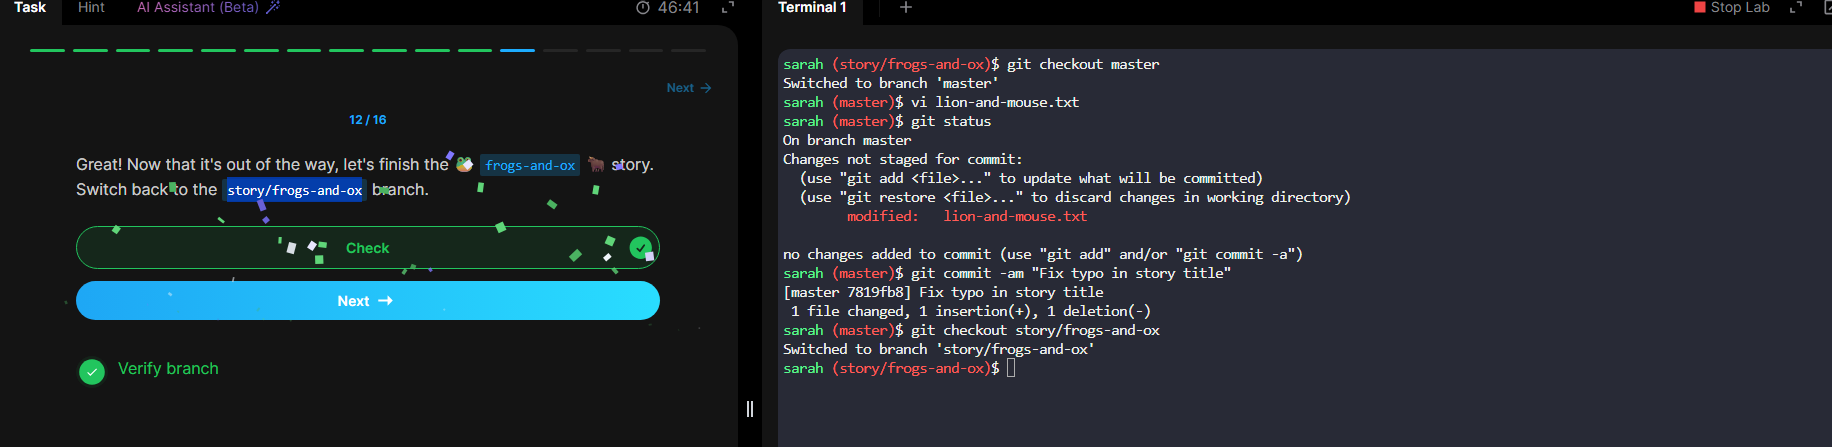 Task Hint AI Assistant (Beta) 46:41
Next →
12 / 16
Great! Now that it's out of the way, let's finish the frogs-and-ox story.
Switch back to the story/frogs-and-ox branch.
Check
Next →
Verify branch
Terminal 1 + Stop Lab
sarah (story/frogs-and-ox)$ git checkout master
Switched to branch 'master'
sarah (master)$ vi lion-and-mouse.txt
sarah (master)$ git status
On branch master
Changes not staged for commit:
  (use "git add <file>..." to update what will be committed)
  (use "git restore <file>..." to discard changes in working directory)
        modified:   lion-and-mouse.txt

no changes added to commit (use "git add" and/or "git commit -a")
sarah (master)$ git commit -am "Fix typo in story title"
[master 7819fb8] Fix typo in story title
 1 file changed, 1 insertion(+), 1 deletion(-)
sarah (master)$ git checkout story/frogs-and-ox
Switched to branch 'story/frogs-and-ox'
sarah (story/frogs-and-ox)$